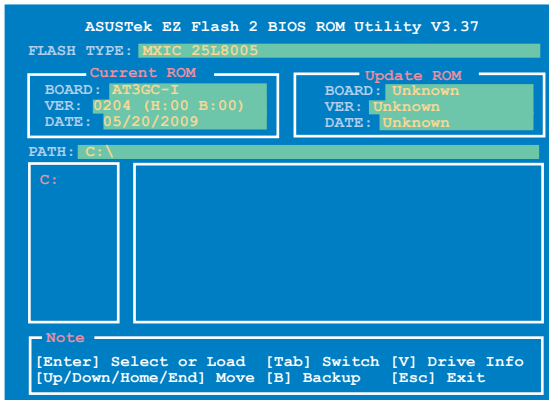 ASUSTek EZ Flash 2 BIOS ROM Utility V3.37
FLASH TYPE: MXIC 25L8005
Current ROM
BOARD: AT3GC-I
VER: 0204 (H:00 B:00)
DATE: 05/20/2009
Update ROM
BOARD: Unknown
VER: Unknown
DATE: Unknown
PATH: C:\
C:
Note
[Enter] Select or Load [Tab] Switch [V] Drive Info
[Up/Down/Home/End] Move [B] Backup [Esc] Exit